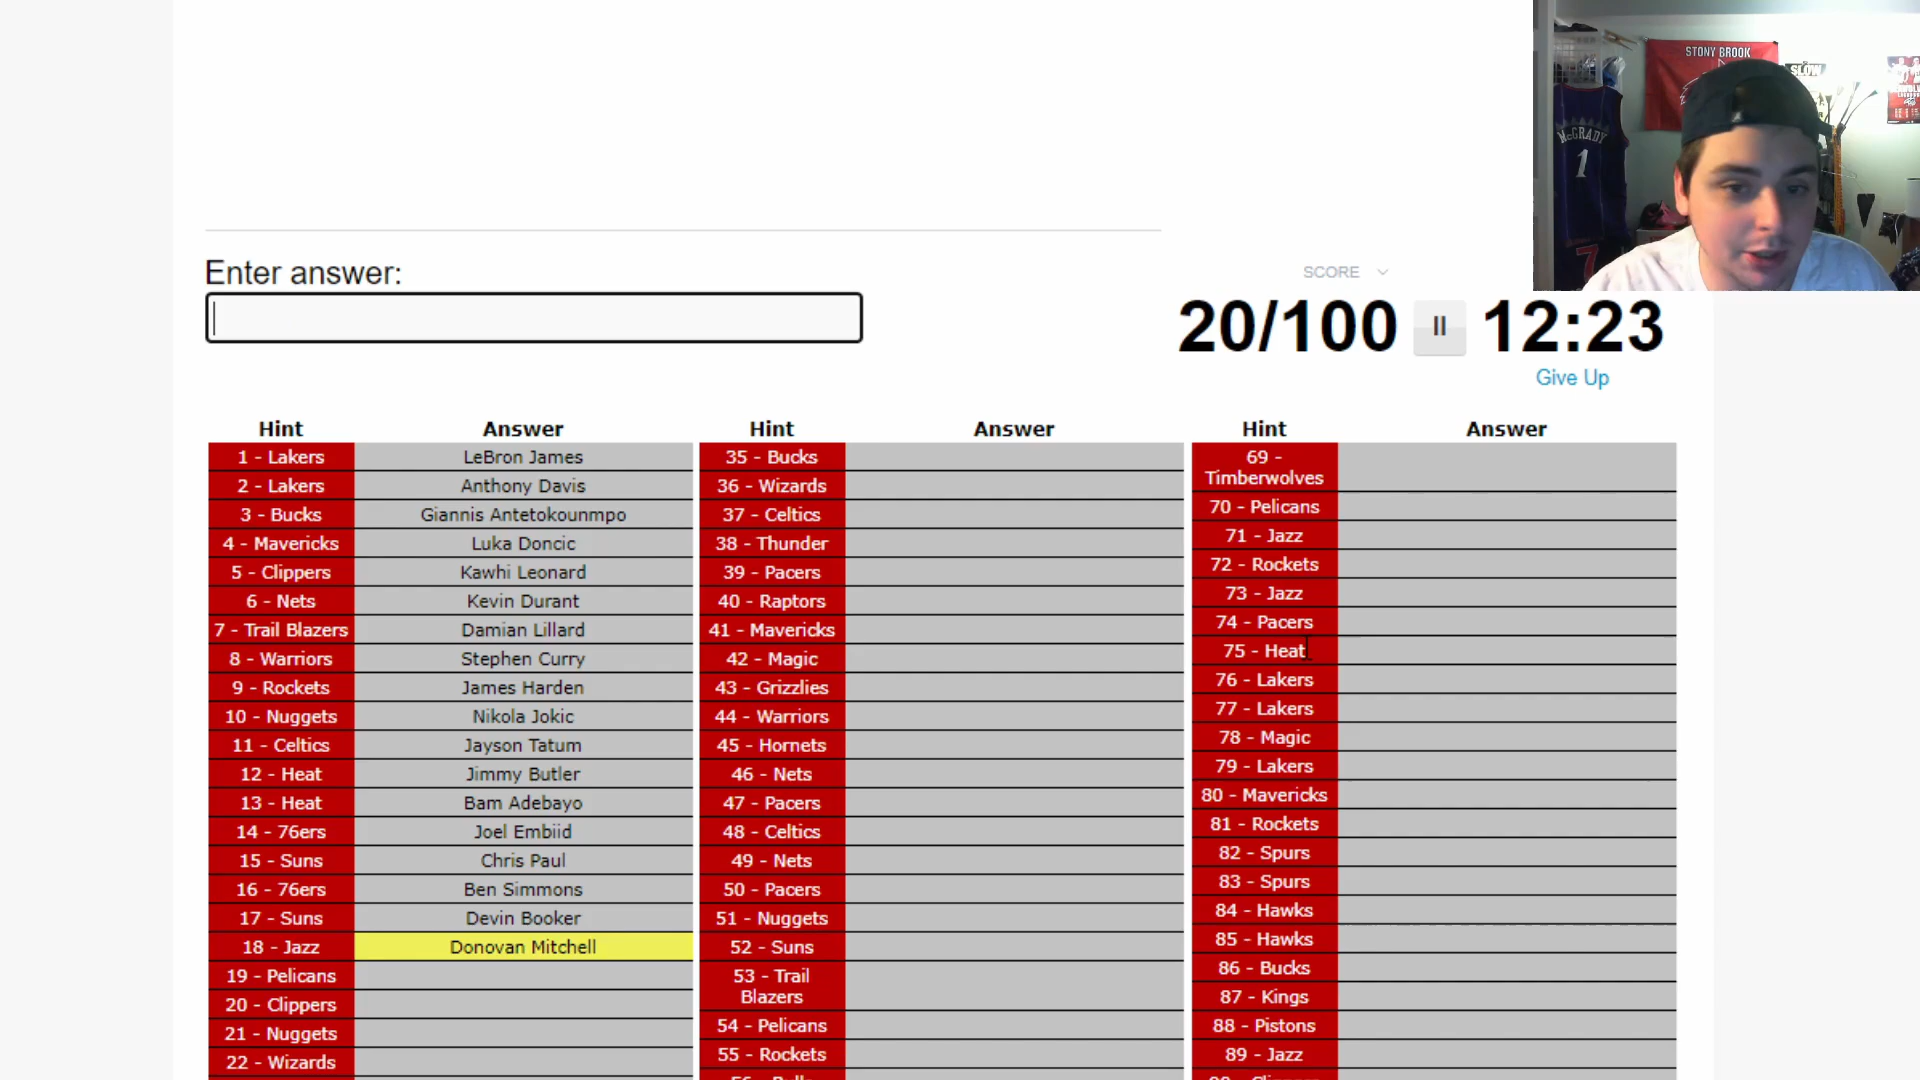 STONY BROOK
SLOW
McGRADY
1
7
Enter answer:
SCORE
20/100
12:23
Give Up
Hint Answer Hint Answer Hint Answer
1 - Lakers LeBron James
2 - Lakers Anthony Davis
3 - Bucks Giannis Antetokounmpo
4 - Mavericks Luka Doncic
5 - Clippers Kawhi Leonard
6 - Nets Kevin Durant
7 - Trail Blazers Damian Lillard
8 - Warriors Stephen Curry
9 - Rockets James Harden
10 - Nuggets Nikola Jokic
11 - Celtics Jayson Tatum
12 - Heat Jimmy Butler
13 - Heat Bam Adebayo
14 - 76ers Joel Embiid
15 - Suns Chris Paul
16 - 76ers Ben Simmons
17 - Suns Devin Booker
18 - Jazz Donovan Mitchell
19 - Pelicans
20 - Clippers
21 - Nuggets
22 - Wizards
35 - Bucks
36 - Wizards
37 - Celtics
38 - Thunder
39 - Pacers
40 - Raptors
41 - Mavericks
42 - Magic
43 - Grizzlies
44 - Warriors
45 - Hornets
46 - Nets
47 - Pacers
48 - Celtics
49 - Nets
50 - Pacers
51 - Nuggets
52 - Suns
53 - Trail
Blazers
54 - Pelicans
55 - Rockets
69 -
Timberwolves
70 - Pelicans
71 - Jazz
72 - Rockets
73 - Jazz
74 - Pacers
75 - Heat
76 - Lakers
77 - Lakers
78 - Magic
79 - Lakers
80 - Mavericks
81 - Rockets
82 - Spurs
83 - Spurs
84 - Hawks
85 - Hawks
86 - Bucks
87 - Kings
88 - Pistons
89 - Jazz